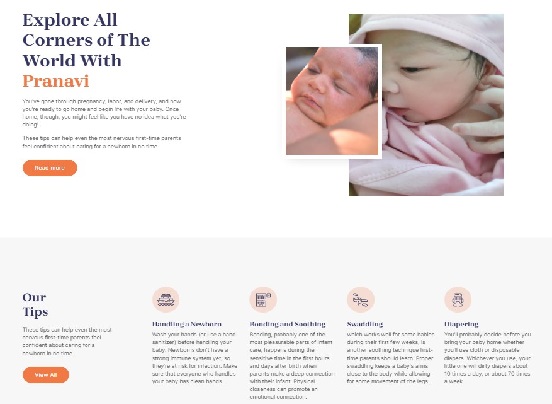 Explore All
Corners of The
World With
Pranavi
You've gone through pregnancy, labor, and delivery, and now
you're ready to go home and begin life with your baby. Once
home, though, you might feel like you have no idea what you're
doing!
These tips can help even the most nervous first-time parents
feel confident about caring for a newborn in no time.
Read more
Our
Tips
These tips can help even the most
nervous first-time parents feel
confident about caring for a
newborn in no time.
View All
Handling a Newborn
Wash your hands (or use a hand
sanitizer) before handling your
baby. Newborns don't have a
strong immune system yet, so
they're at risk for infection. Make
sure that everyone who handles
your baby has clean hands.
Bonding and Soothing
Bonding, probably one of the
most pleasurable parts of infant
care, happens during the
sensitive time in the first hours
and days after birth when
parents make a deep connection
with their infant. Physical
closeness can promote an
emotional connection.
Swaddling
which works well for some babies
during their first few weeks, is
another soothing technique first-
time parents should learn. Proper
swaddling keeps a baby's arms
close to the body while allowing
for some movement of the legs.
Diapering
You'll probably decide before you
bring your baby home whether
you'll use cloth or disposable
diapers. Whichever you use, your
little one will dirty diapers about
10 times a day, or about 70 times
a week.